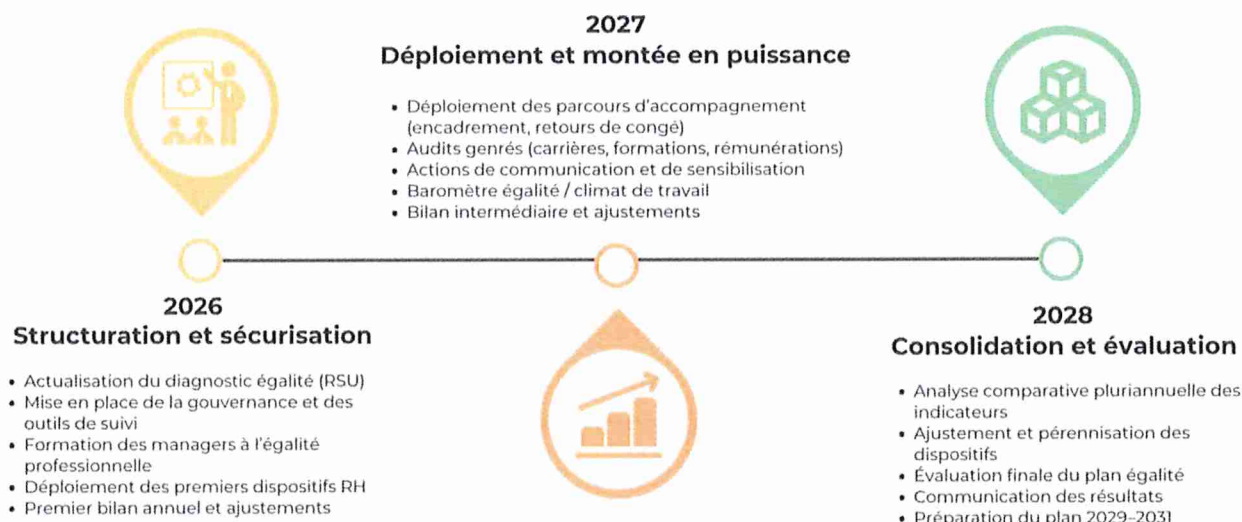 2027
Déploiement et montée en puissance
• Déploiement des parcours d'accompagnement
(encadrement, retours de congé)
• Audits genrés (carrières, formations, rémunérations)
• Actions de communication et de sensibilisation
• Baromètre égalité / climat de travail
• Bilan intermédiaire et ajustements
2026
Structuration et sécurisation
• Actualisation du diagnostic égalité (RSU)
• Mise en place de la gouvernance et des
outils de suivi
• Formation des managers à l'égalité
professionnelle
• Déploiement des premiers dispositifs RH
• Premier bilan annuel et ajustements
2028
Consolidation et évaluation
• Analyse comparative pluriannuelle des
indicateurs
• Ajustement et pérennisation des
dispositifs
• Évaluation finale du plan égalité
• Communication des résultats
• Préparation du plan 2029-2031